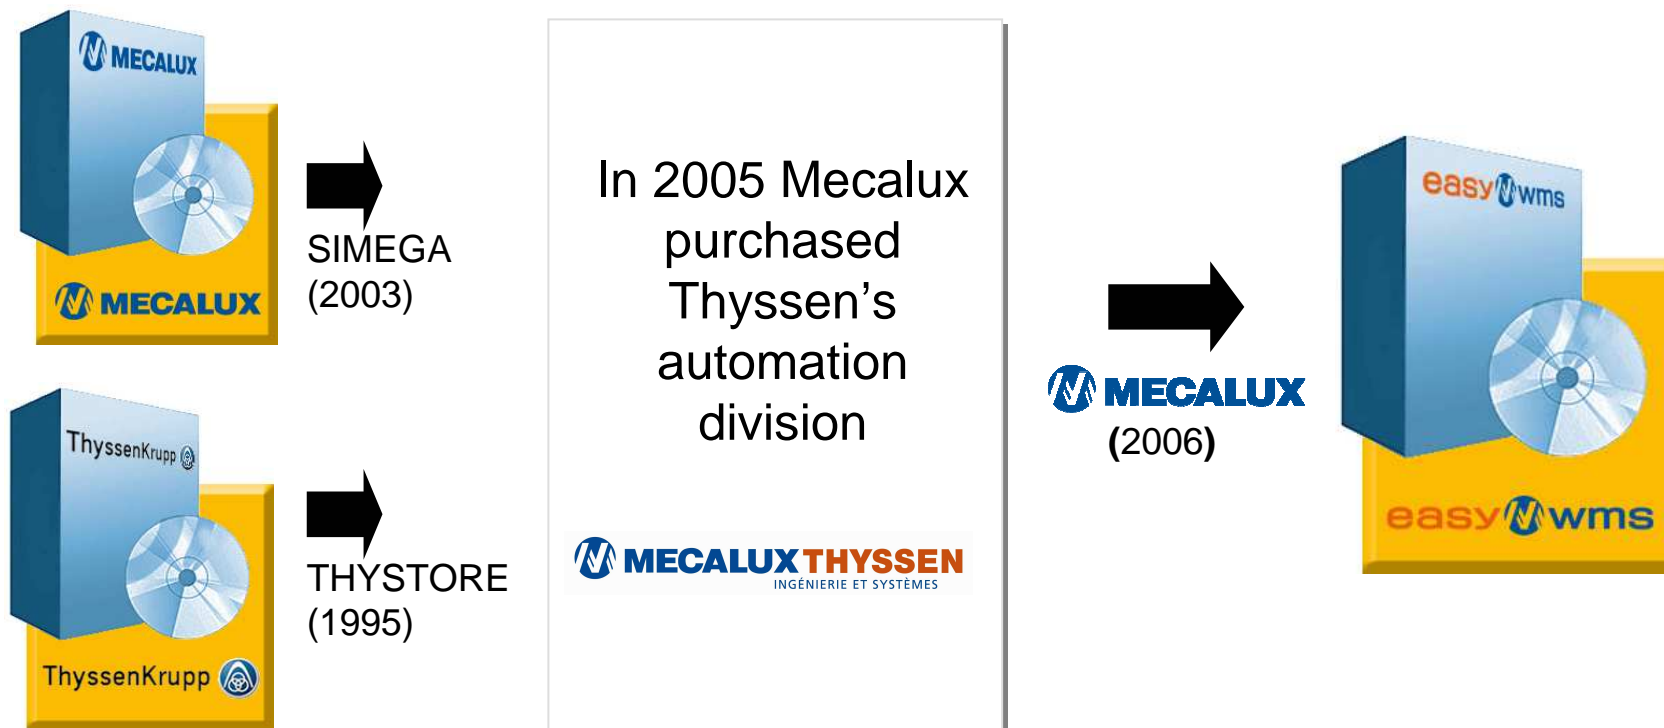 MECALUX
MECALUX
SIMEGA
(2003)
ThyssenKrupp
ThyssenKrupp
THYSTORE
(1995)
In 2005 Mecalux
purchased
Thyssen’s
automation
division
MECALUX THYSSEN
INGÉNIERIE ET SYSTÈMES
MECALUX
(2006)
easy wms
easy wms